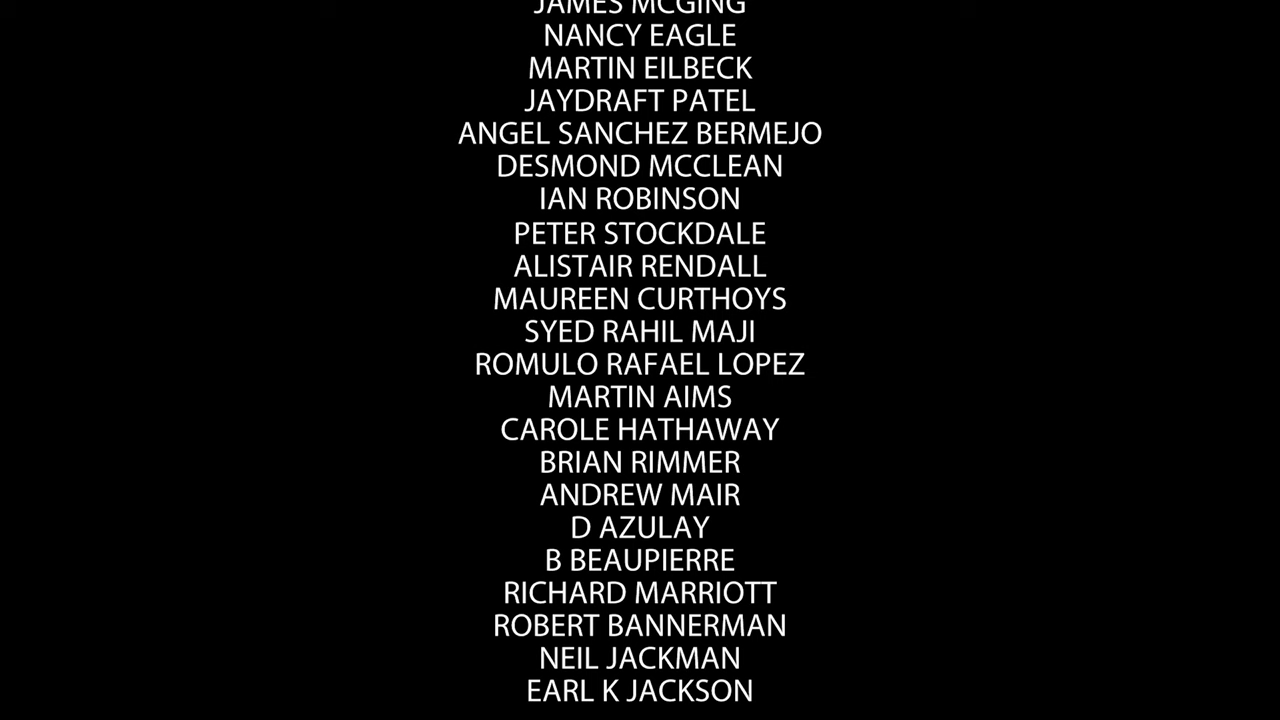 JAMES MCGING
NANCY EAGLE
MARTIN EILBECK
JAYDRAFT PATEL
ANGEL SANCHEZ BERMEJO
DESMOND MCCLEAN
IAN ROBINSON
PETER STOCKDALE
ALISTAIR RENDALL
MAUREEN CURTHOYS
SYED RAHIL MAJI
ROMULO RAFAEL LOPEZ
MARTIN AIMS
CAROLE HATHAWAY
BRIAN RIMMER
ANDREW MAIR
D AZULAY
B BEAUPIERRE
RICHARD MARRIOTT
ROBERT BANNERMAN
NEIL JACKMAN
EARL K JACKSON